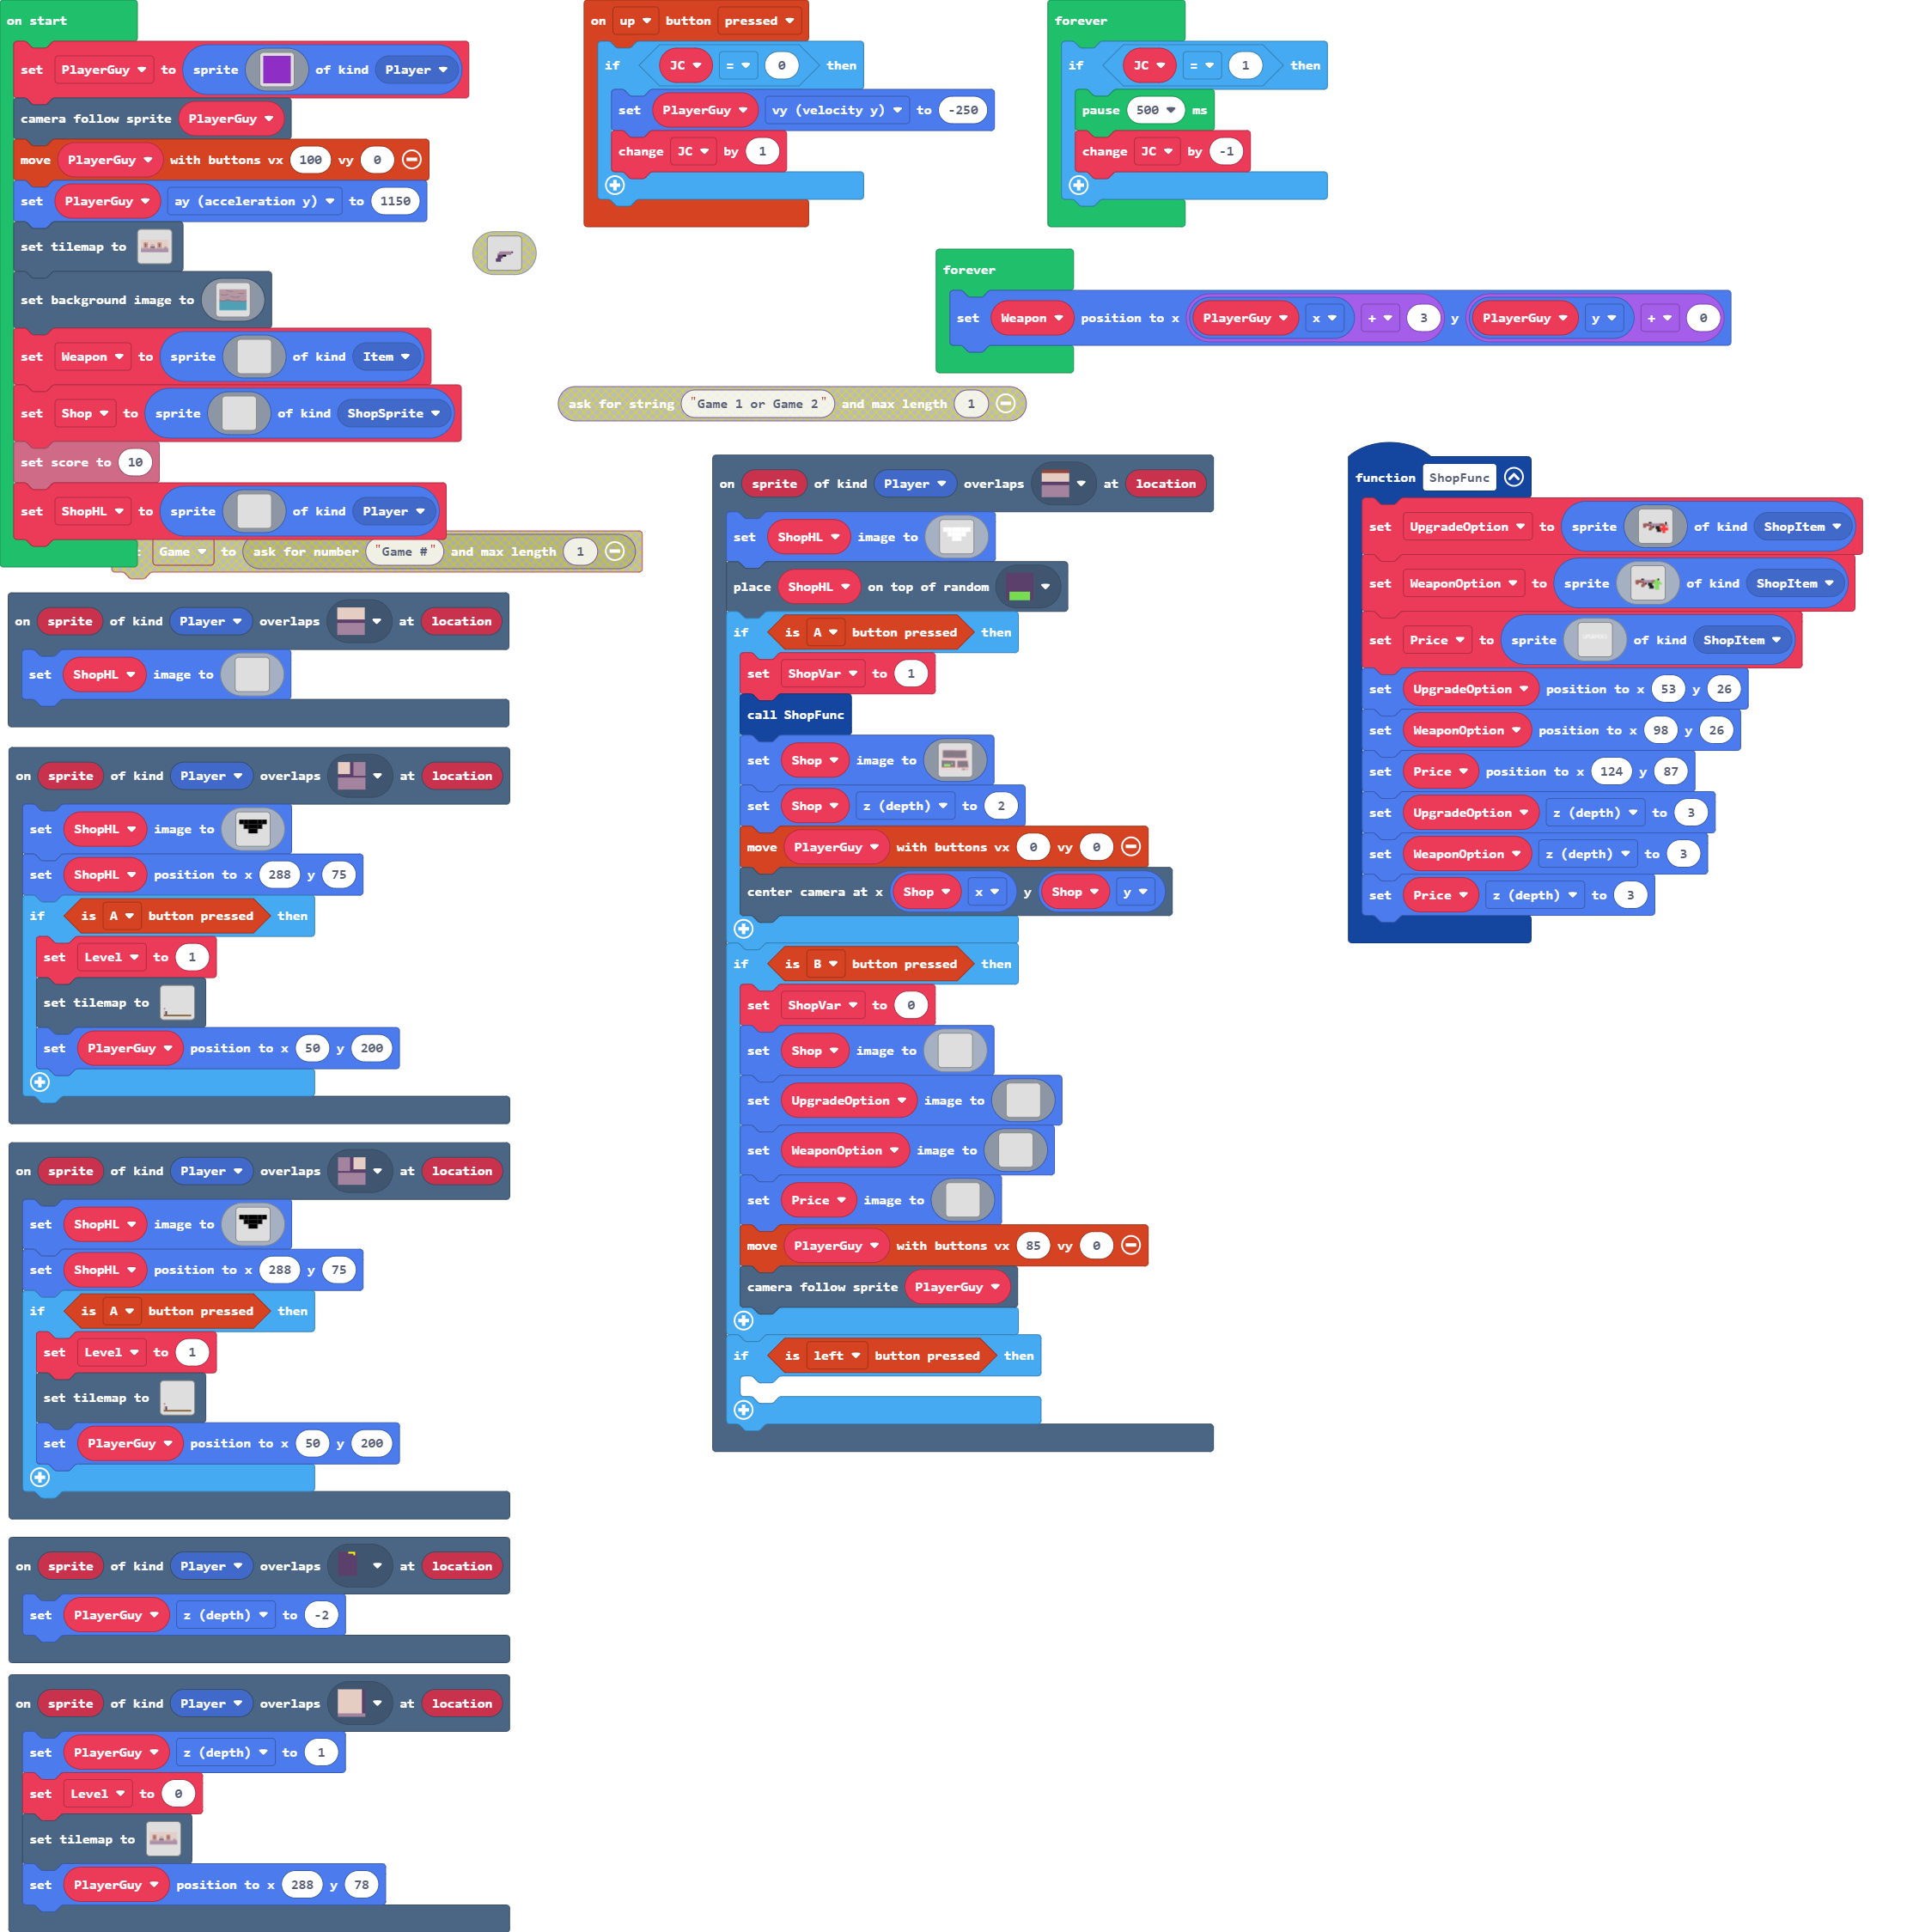 on start
set PlayerGuy to sprite of kind Player
camera follow sprite PlayerGuy
move PlayerGuy with buttons vx 100 vy 0
set PlayerGuy ay (acceleration y) to 1150
set tilemap to
set background image to
set Weapon to sprite of kind Item
set Shop to sprite of kind ShopSprite
set score to 10
set ShopHL to sprite of kind Player
Game to ask for number "Game #" and max length 1
on up button pressed
if JC = 0 then
set PlayerGuy vy (velocity y) to -250
change JC by 1
forever
if JC = 1 then
pause 500 ms
change JC by -1
forever
set Weapon position to x PlayerGuy x + 3 y PlayerGuy y + 0
ask for string "Game 1 or Game 2" and max length 1
on sprite of kind Player overlaps at location
set ShopHL image to
on sprite of kind Player overlaps at location
set ShopHL image to
set ShopHL position to x 288 y 75
if is A button pressed then
set Level to 1
set tilemap to
set PlayerGuy position to x 50 y 200
on sprite of kind Player overlaps at location
set ShopHL image to
set ShopHL position to x 288 y 75
if is A button pressed then
set Level to 1
set tilemap to
set PlayerGuy position to x 50 y 200
on sprite of kind Player overlaps at location
set PlayerGuy z (depth) to -2
on sprite of kind Player overlaps at location
set PlayerGuy z (depth) to 1
set Level to 0
set tilemap to
set PlayerGuy position to x 288 y 78
on sprite of kind Player overlaps at location
set ShopHL image to
place ShopHL on top of random
if is A button pressed then
set ShopVar to 1
call ShopFunc
set Shop image to
set Shop z (depth) to 2
move PlayerGuy with buttons vx 0 vy 0
center camera at x Shop x y Shop y
if is B button pressed then
set ShopVar to 0
set Shop image to
set UpgradeOption image to
set WeaponOption image to
set Price image to
move PlayerGuy with buttons vx 85 vy 0
camera follow sprite PlayerGuy
if is left button pressed then
function ShopFunc
set UpgradeOption to sprite of kind ShopItem
set WeaponOption to sprite of kind ShopItem
set Price to sprite of kind ShopItem
set UpgradeOption position to x 53 y 26
set WeaponOption position to x 98 y 26
set Price position to x 124 y 87
set UpgradeOption z (depth) to 3
set WeaponOption z (depth) to 3
set Price z (depth) to 3